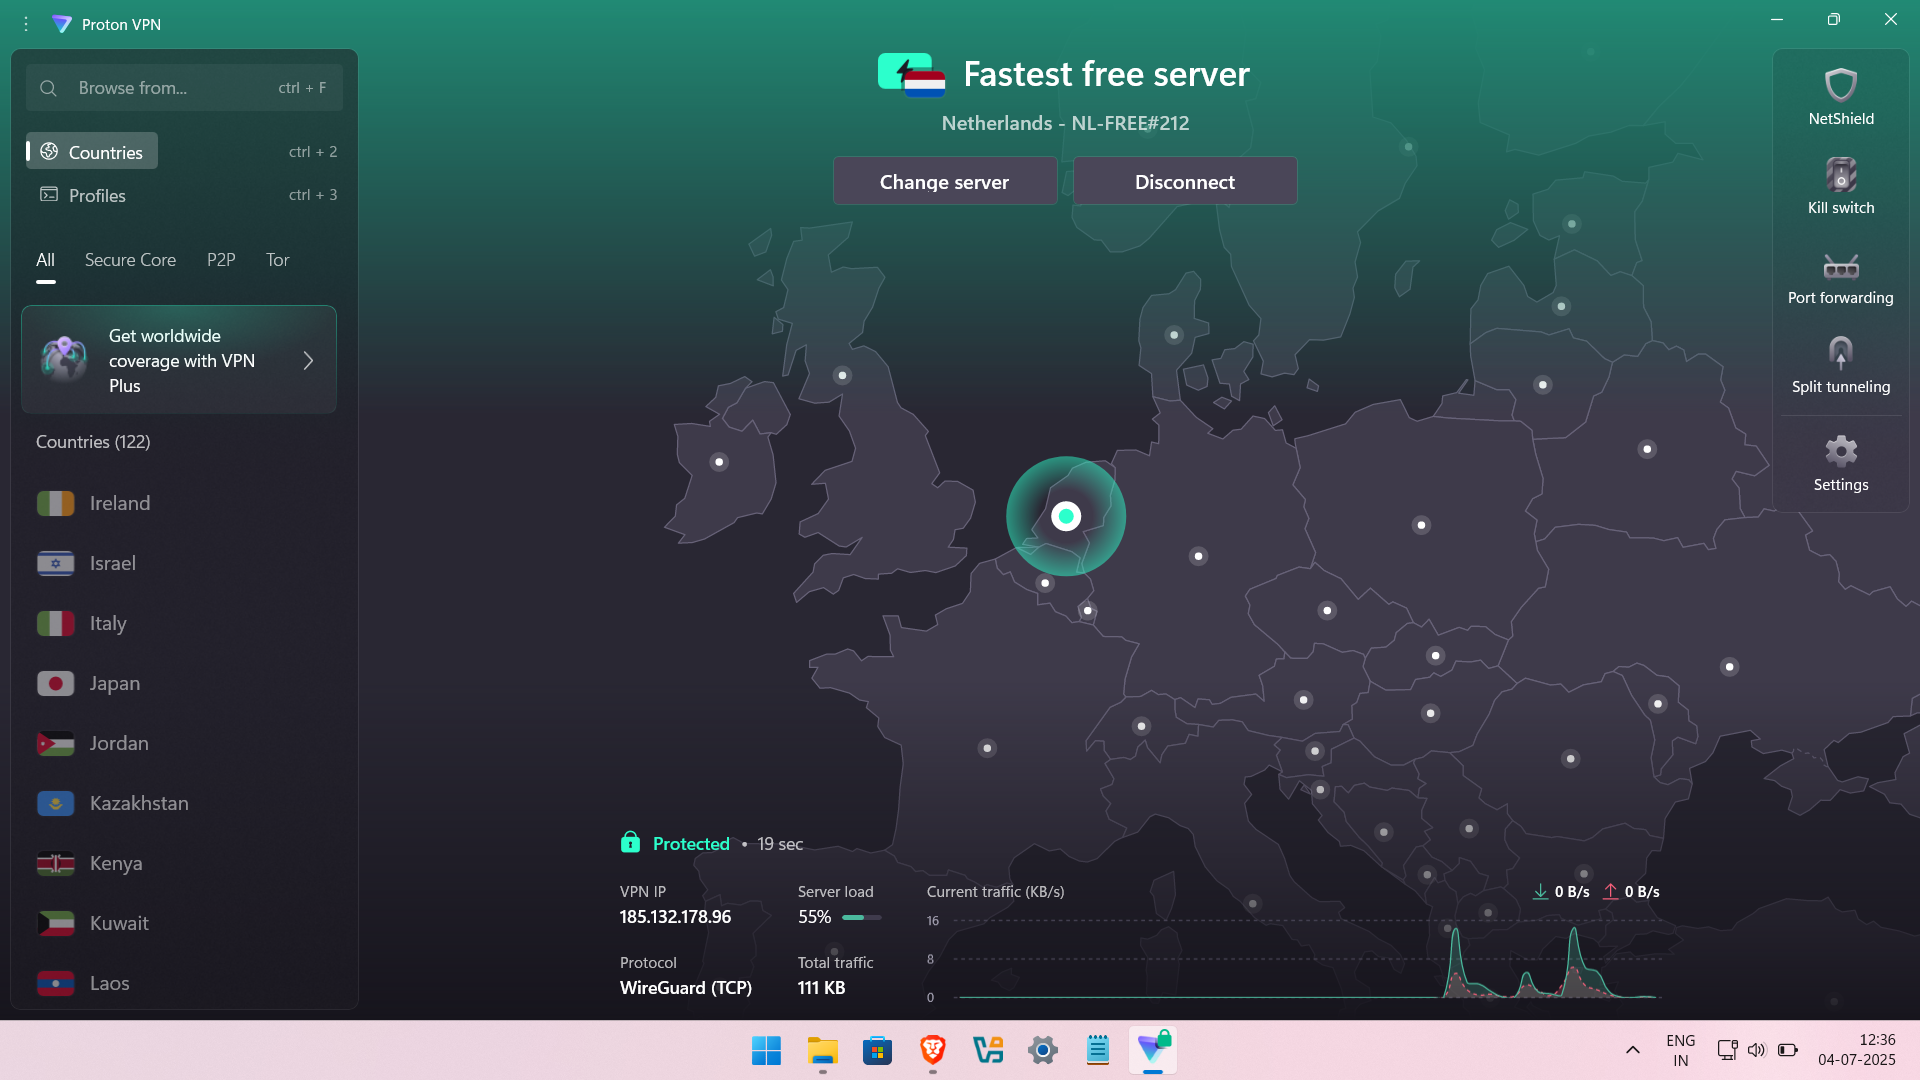 Proton VPN
Browse from...
ctrl + F
Countries
ctrl + 2
Profiles
ctrl + 3
All
Secure Core
P2P
Tor
Get worldwide
coverage with VPN
Plus
Countries (122)
Ireland
Israel
Italy
Japan
Jordan
Kazakhstan
Kenya
Kuwait
Laos
Fastest free server
Netherlands - NL-FREE#212
Change server
Disconnect
Protected • 19 sec
VPN IP
185.132.178.96
Server load
55%
Protocol
WireGuard (TCP)
Total traffic
111 KB
Current traffic (KB/s)
0 B/s
0 B/s
16
8
0
NetShield
Kill switch
Port forwarding
Split tunneling
Settings
ENG
IN
12:36
04-07-2025